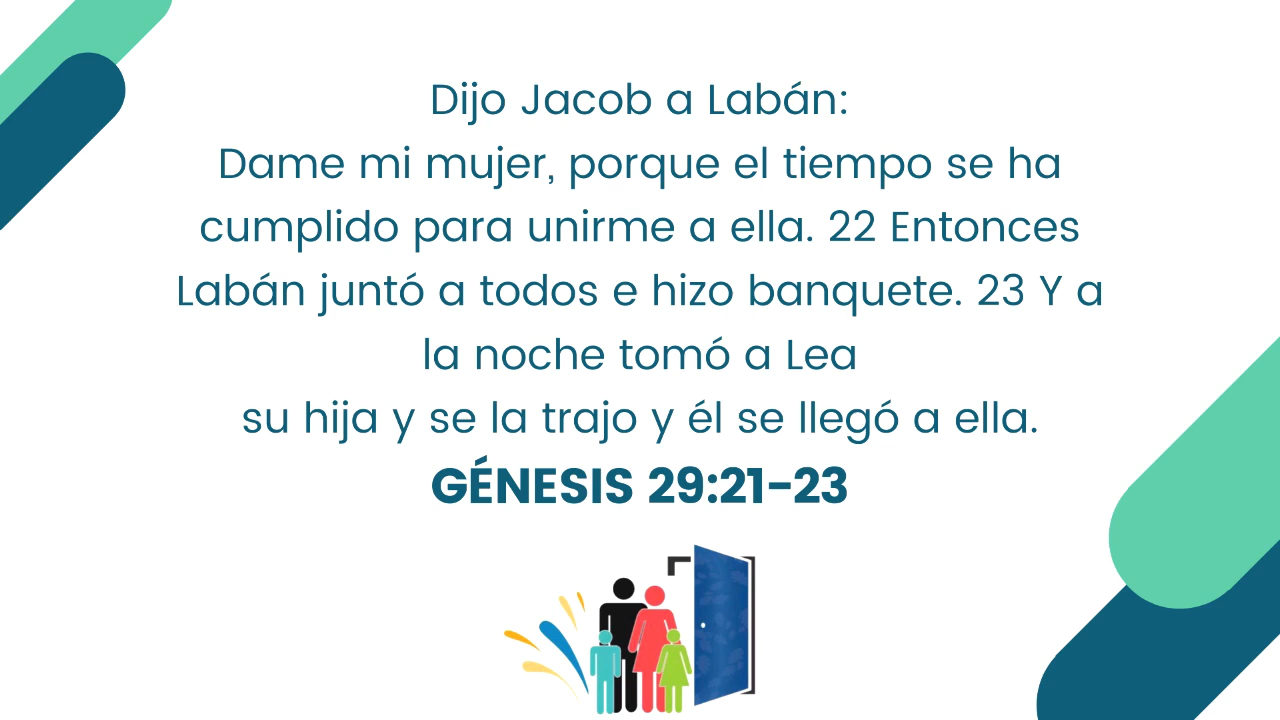 Dijo Jacob a Labán:
Dame mi mujer, porque el tiempo se ha
cumplido para unirme a ella. 22 Entonces
Labán juntó a todos e hizo banquete. 23 Y a
la noche tomó a Lea
su hija y se la trajo y él se llegó a ella.
GÉNESIS 29:21-23